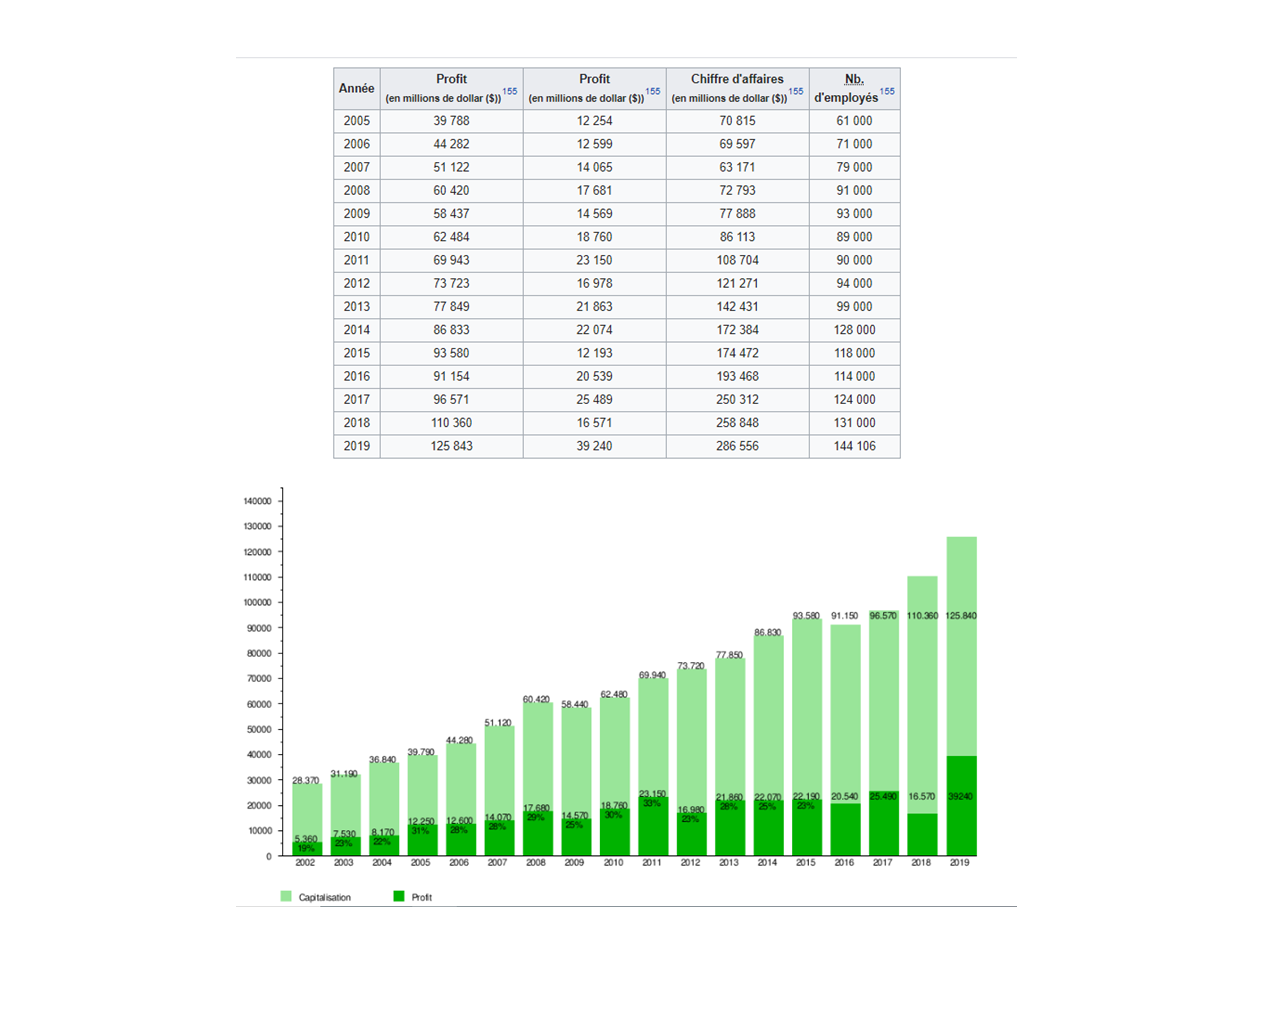 Année Profit (en millions de dollar ($))155 Profit (en millions de dollar ($))155 Chiffre d'affaires (en millions de dollar ($))155 Nb. d'employés155
2005 39 788 12 254 70 815 61 000
2006 44 282 12 599 69 597 71 000
2007 51 122 14 065 63 171 79 000
2008 60 420 17 681 72 793 91 000
2009 58 437 14 569 77 888 93 000
2010 62 484 18 760 86 113 89 000
2011 69 943 23 150 108 704 90 000
2012 73 723 16 978 121 271 94 000
2013 77 849 21 863 142 431 99 000
2014 86 833 22 074 172 384 128 000
2015 93 580 12 193 174 472 118 000
2016 91 154 20 539 193 468 114 000
2017 96 571 25 489 250 312 124 000
2018 110 360 16 571 258 848 131 000
2019 125 843 39 240 286 556 144 106
140000
130000
120000
110000
100000
90000
80000
70000
60000
50000
40000
30000
20000
10000
0
28.370 31.190 36.840 39.790 44.280 51.120 60.420 58.440 62.480 69.940 73.720 77.850 86.830 93.580 91.150 96.570 110.360 125.840
5.360 7.530 8.170 12.250 12.600 14.070 17.680 14.570 18.760 23.150 16.980 21.860 22.070 22.190 20.540 25.490 16.570 39240
19% 23% 22% 31% 28% 28% 29% 25% 30% 33% 23% 28% 25% 23%
2002 2003 2004 2005 2006 2007 2008 2009 2010 2011 2012 2013 2014 2015 2016 2017 2018 2019
Capitalisation Profit